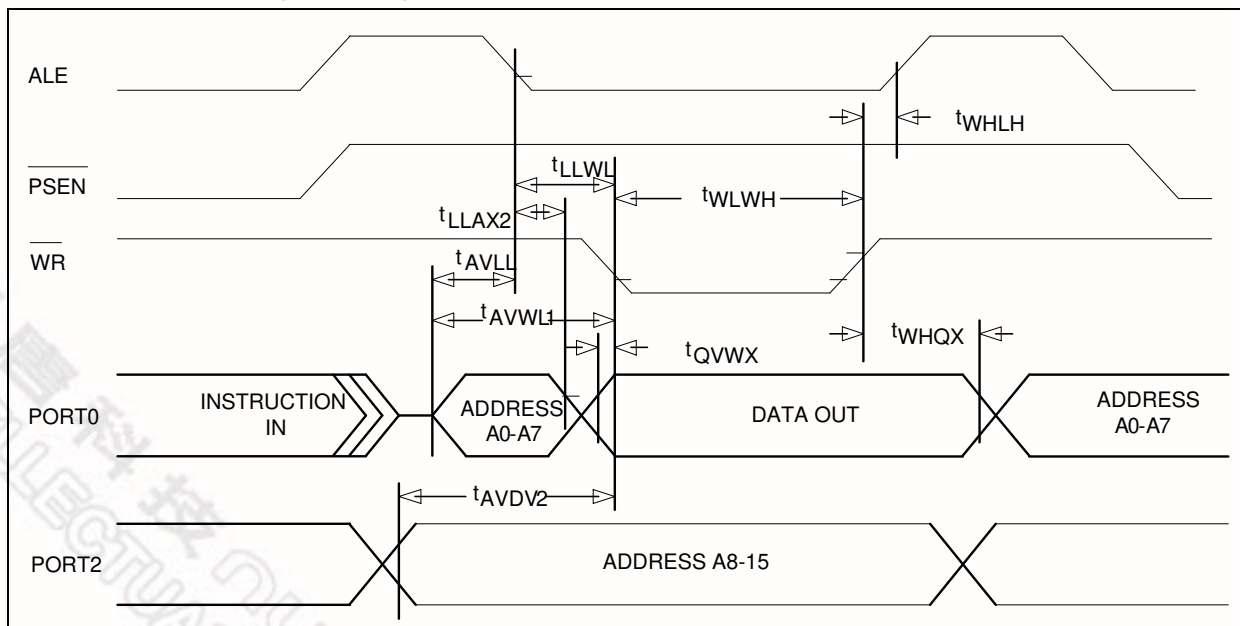 ALE
tWHLH
PSEN
tLLWL
tWLWH
tLLAX2
WR
tAVLL
tAVWL1
tWHQX
tQVWX
PORT0
INSTRUCTION
IN
ADDRESS
A0-A7
DATA OUT
ADDRESS
A0-A7
tAVDV2
PORT2
ADDRESS A8-15